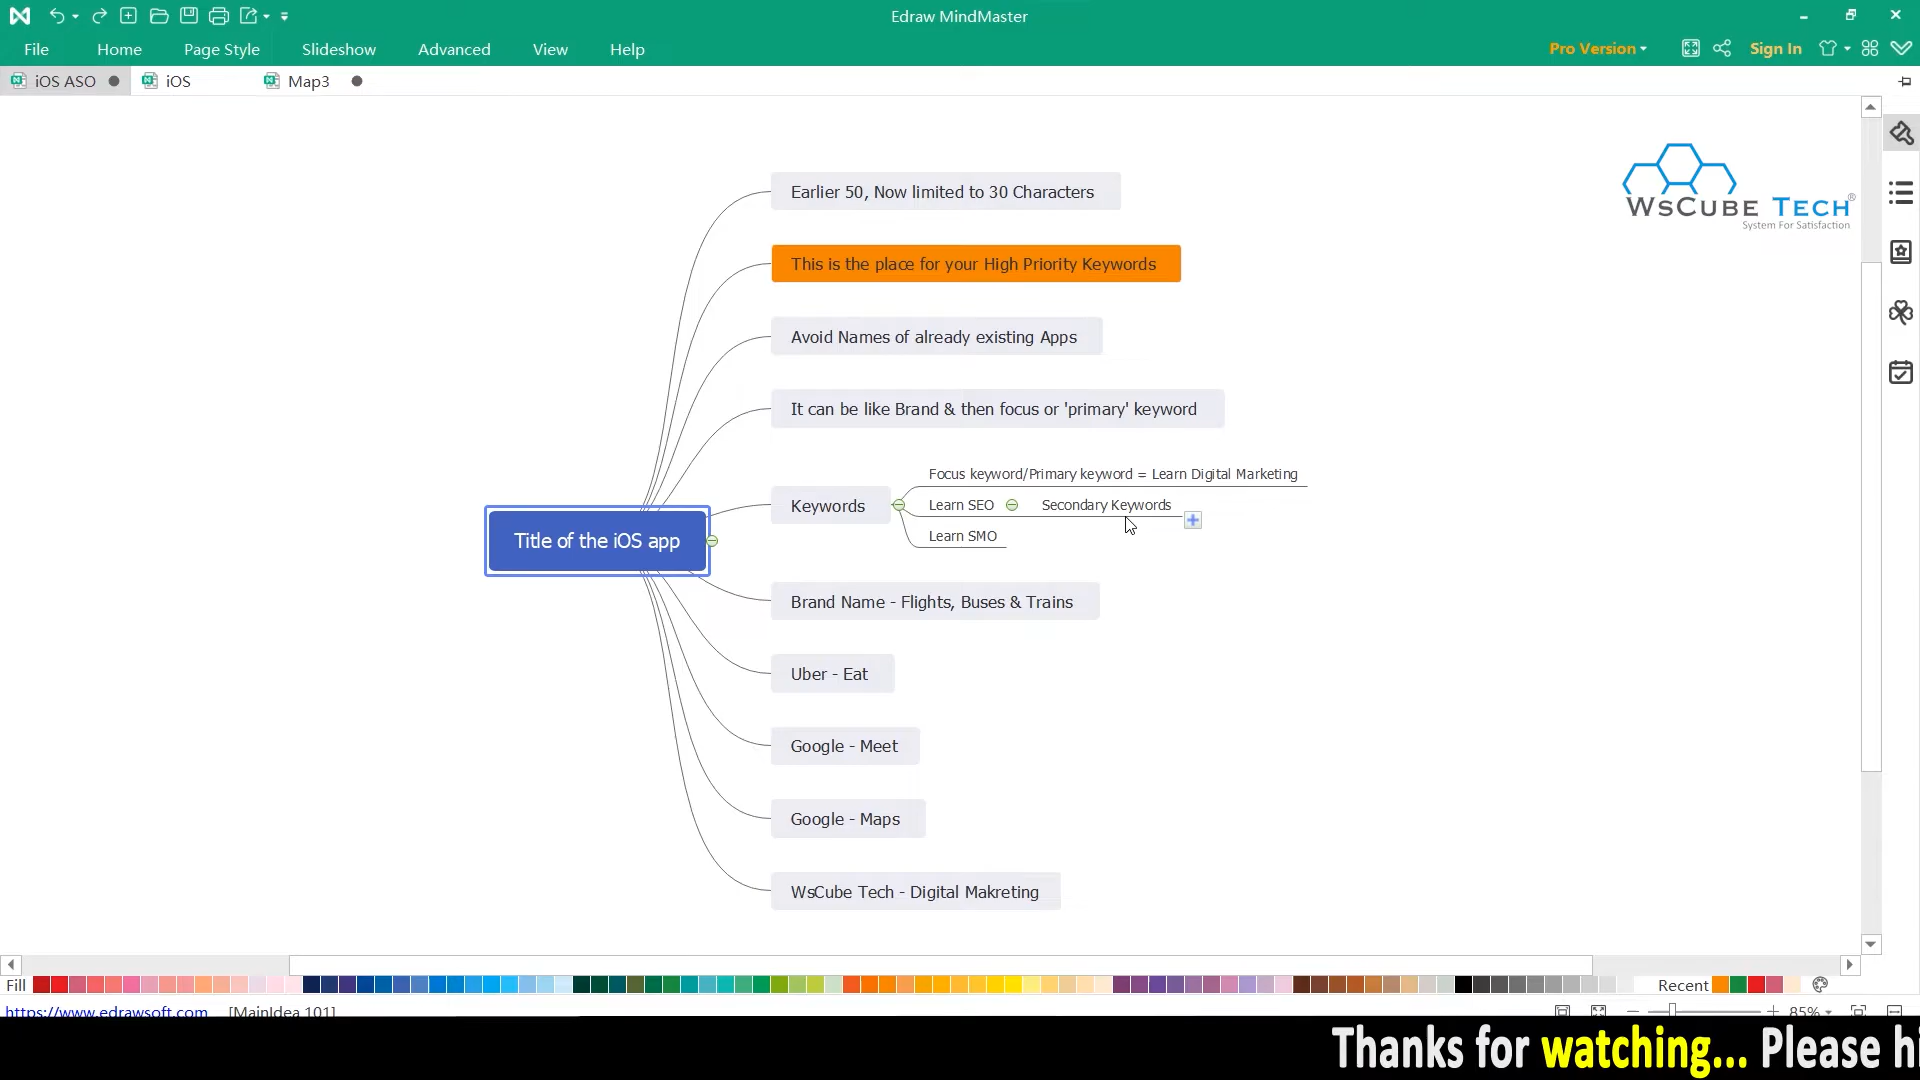 Edraw MindMaster
File Home Page Style Slideshow Advanced View Help
Pro Version Sign In
iOS ASO iOS Map3
WsCube Tech®
System For Satisfaction
Earlier 50, Now limited to 30 Characters
This is the place for your High Priority Keywords
Avoid Names of already existing Apps
It can be like Brand & then focus or 'primary' keyword
Focus keyword/Primary keyword = Learn Digital Marketing
Keywords
Learn SEO
Secondary Keywords
Learn SMO
Title of the iOS app
Brand Name - Flights, Buses & Trains
Uber - Eat
Google - Meet
Google - Maps
WsCube Tech - Digital Makreting
Fill
Recent
https://www.edrawsoft.com [MainIdea 101] 85%
Thanks for watching... Please hi